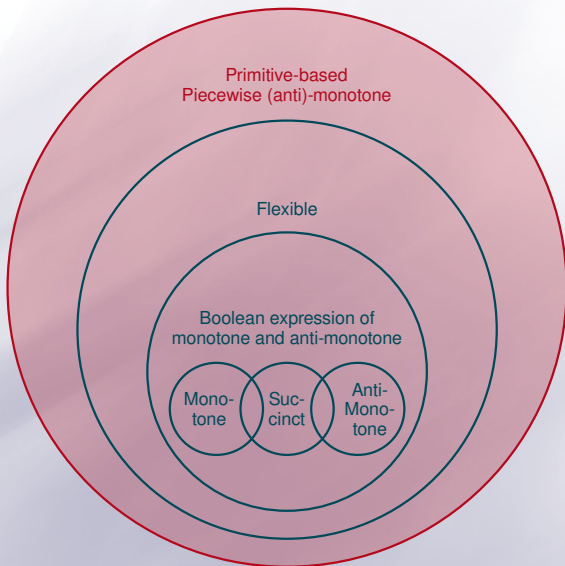 Primitive-based
Piecewise (anti)-monotone
Flexible
Boolean expression of
monotone and anti-monotone
Mono-
tone
Suc-
cinct
Anti-
Mono-
tone